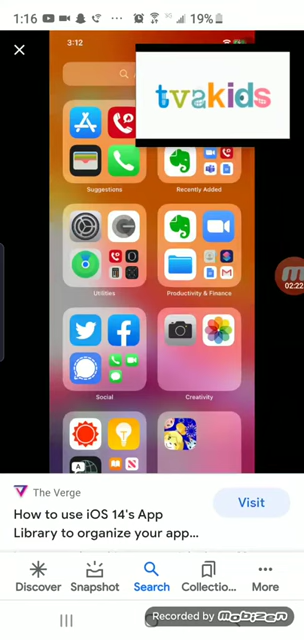 1:16
19%
3:12
tvokids
Suggestions
Recently Added
Utilities
Productivity & Finance
Social
Creativity
02:22
The Verge
How to use iOS 14's App
Library to organize your app...
Visit
Discover
Snapshot
Search
Collectio...
More
Recorded by Mobizen